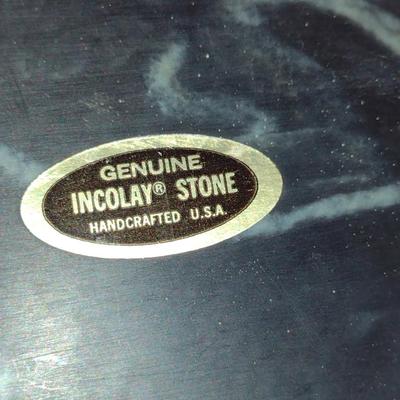 GENUINE
INCOLAY® STONE
HANDCRAFTED U.S.A.